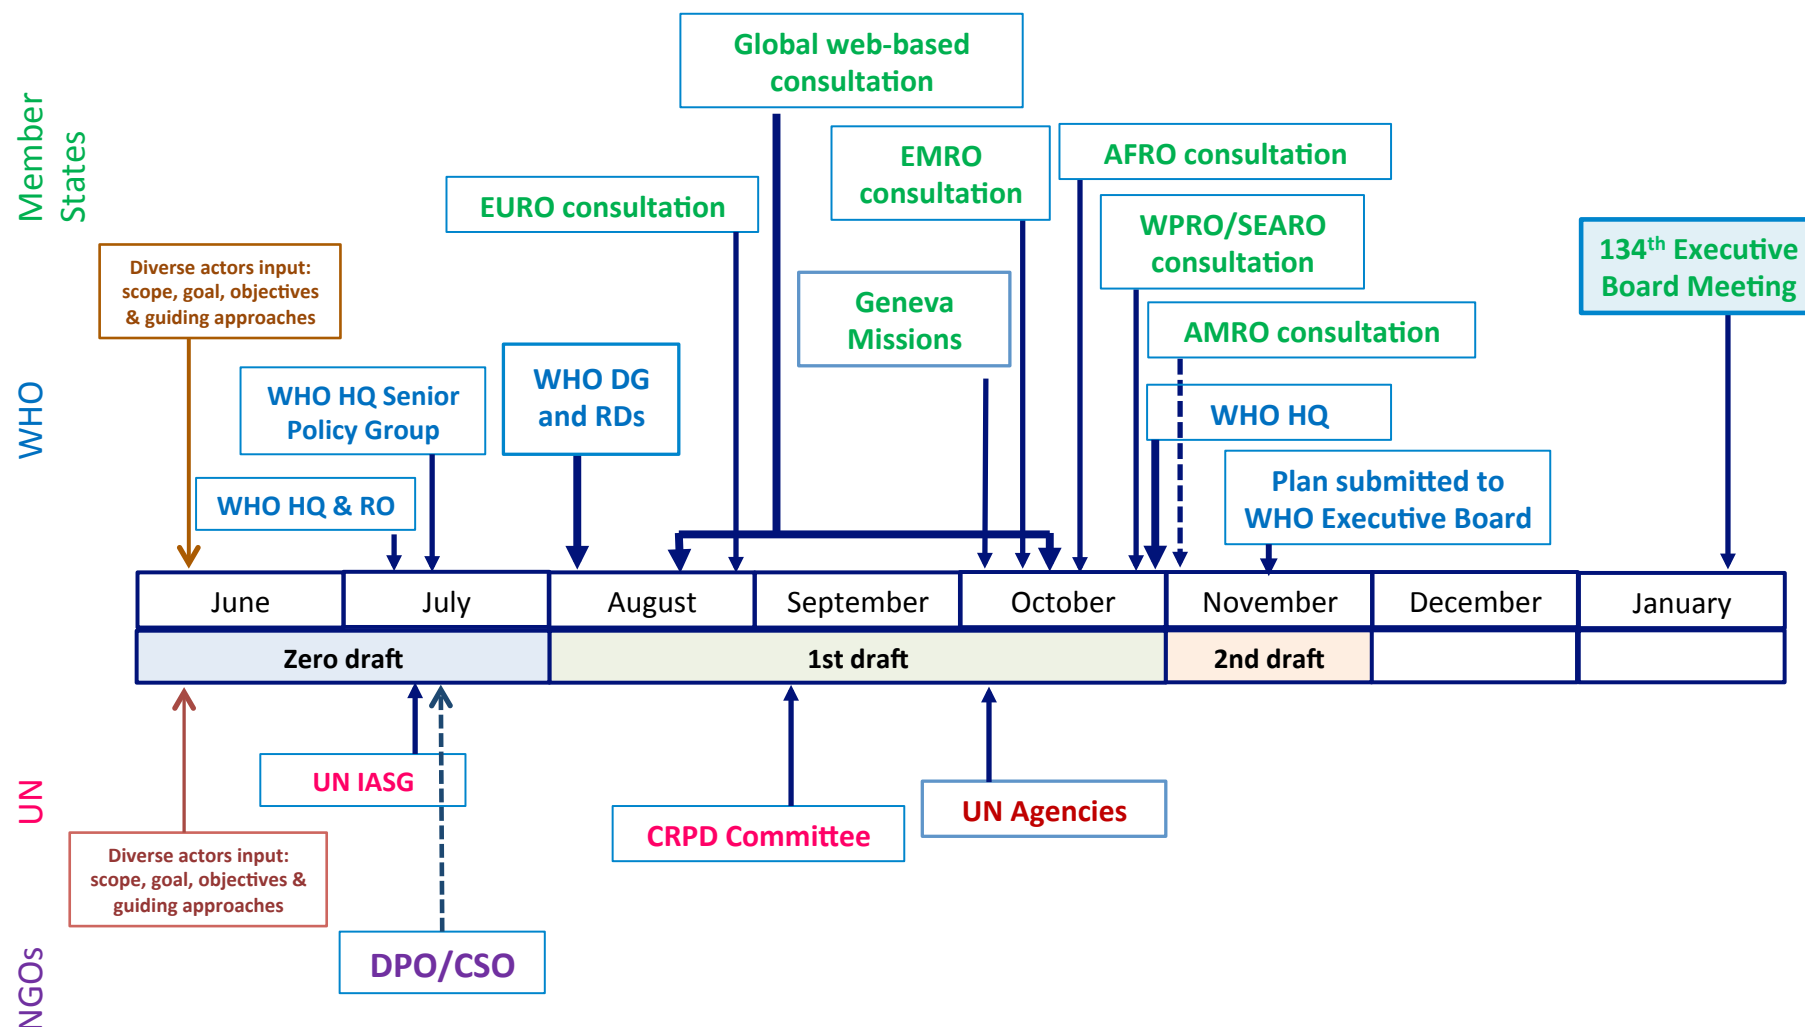 Member
States
WHO
UN
NGOs
Global web-based
consultation
EMRO
consultation
AFRO consultation
EURO consultation
WPRO/SEARO
consultation
134th Executive
Board Meeting
Diverse actors input:
scope, goal, objectives
& guiding approaches
Geneva
Missions
AMRO consultation
WHO HQ Senior
Policy Group
WHO DG
and RDs
WHO HQ
WHO HQ & RO
Plan submitted to
WHO Executive Board
June
July
August
September
October
November
December
January
Zero draft
1st draft
2nd draft
UN IASG
CRPD Committee
UN Agencies
Diverse actors input:
scope, goal, objectives &
guiding approaches
DPO/CSO